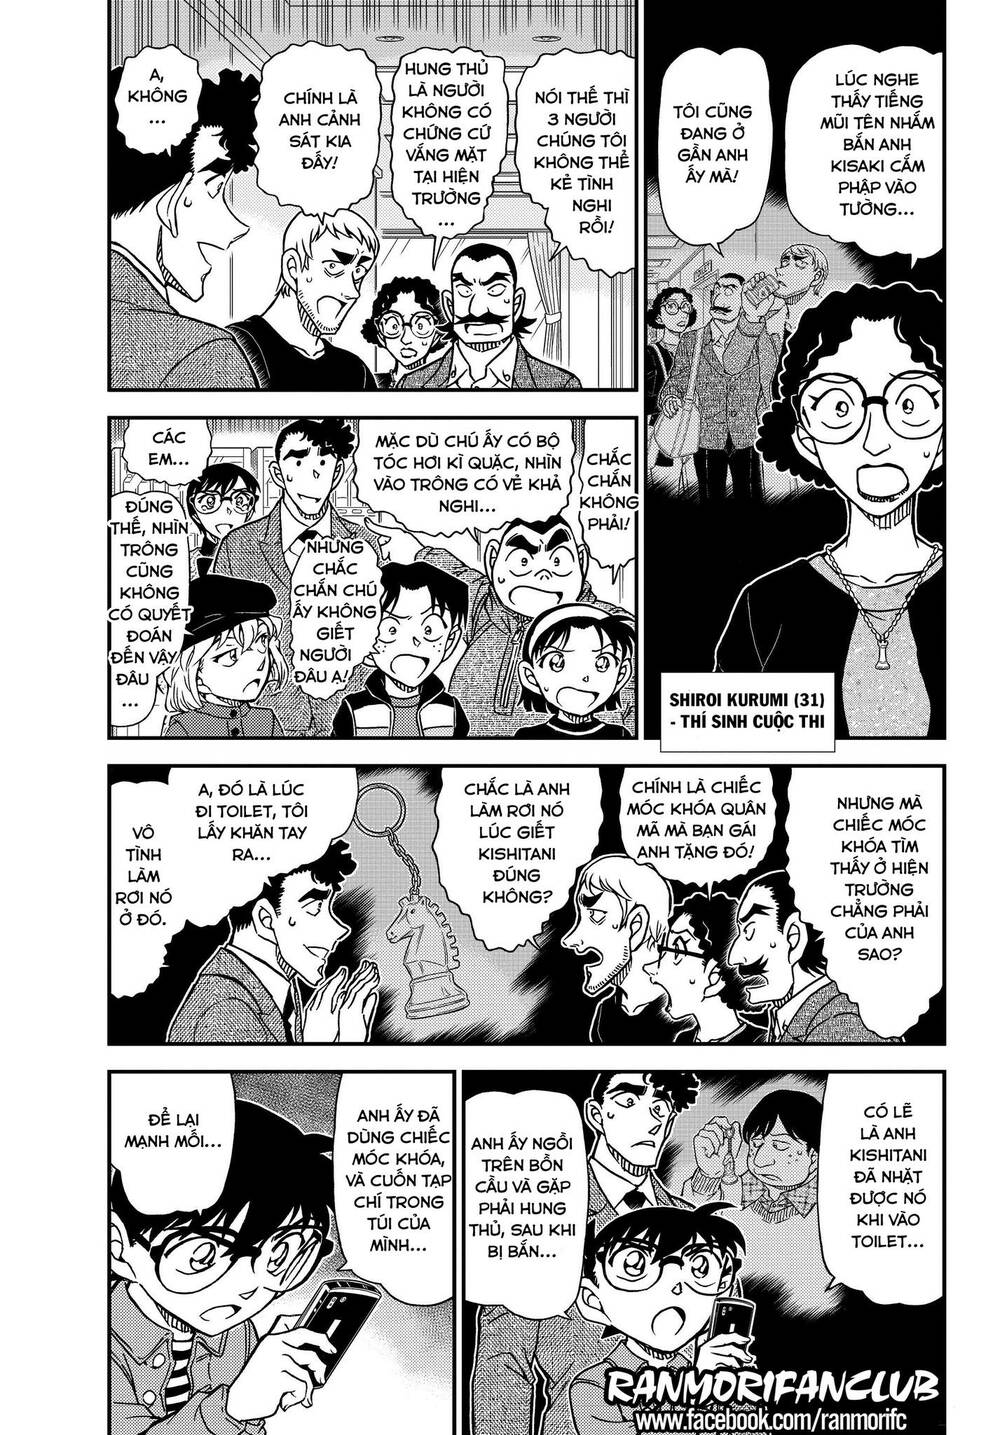 LÚC NGHE
THẤY TIẾNG
MŨI TÊN NHẮM
BẮN ANH
KISAKI CẮM
PHẬP VÀO
TƯỜNG...
TÔI CŨNG
ĐANG Ở
GẦN ANH
ẤY MÀ!
SHIROI KURUMI (31)
- THÍ SINH CUỘC THI
NÓI THẾ THÌ
3 NGƯỜI
CHÚNG TÔI
KHÔNG THỂ
KẺ TÌNH
NGHI
RỒI!
HUNG THỦ
LÀ NGƯỜI
KHÔNG CÓ
CHỨNG CỨ
VẮNG MẶT
TẠI HIỆN
TRƯỜNG
...
CHÍNH LÀ
ANH CẢNH
SÁT KIA
ĐẤY!
A,
KHÔNG
...
CHẮC
CHẮN
KHÔNG
PHẢI!
MẶC DÙ CHÚ ẤY CÓ BỘ
TÓC HƠI KÌ QUẶC, NHÌN
VÀO TRÔNG CÓ VẺ KHẢ
NGHI...
NHƯNG
CHẮC
CHẮN CHÚ
ẤY KHÔNG
GIẾT
NGƯỜI
ĐÂU Ạ!
CÁC
EM...
ĐÚNG
THẾ, NHÌN
TRÔNG
CŨNG
KHÔNG
CÓ QUYẾT
ĐOÁN
ĐẾN VẬY
ĐÂU
...
NHƯNG MÀ
CHIẾC MÓC
KHÓA TÌM
THẤY Ở HIỆN
TRƯỜNG
CHẲNG PHẢI
CỦA ANH
SAO?
CHÍNH LÀ CHIẾC
MÓC KHÓA QUÂN
MÃ MÀ BẠN GÁI
ANH TẶNG ĐÓ!
CHẮC LÀ ANH
LÀM RƠI NÓ
LÚC GIẾT
KISHITANI
ĐÚNG
KHÔNG?
A, ĐÓ LÀ LÚC
ĐI TOILET, TÔI
LẤY KHĂN TAY
RA...
VÔ
TÌNH
LÀM
RƠI NÓ
Ở ĐÓ.
CÓ LẼ
LÀ ANH
KISHITANI
ĐÃ NHẶT
ĐƯỢC NÓ
KHI VÀO
TOILET...
ANH ẤY NGỒI
TRÊN BỒN
CẦU VÀ GẶP
PHẢI HUNG
THỦ, SAU KHI
BỊ BẮN...
ANH ẤY ĐÃ
DÙNG CHIẾC
MÓC KHÓA,
VÀ CUỐN TẠP
CHÍ TRONG
TÚI CỦA
MÌNH...
ĐỂ LẠI
MẠNH MỐI...
RANMORIFANCLUB
www.facebook.com/ranmorifc